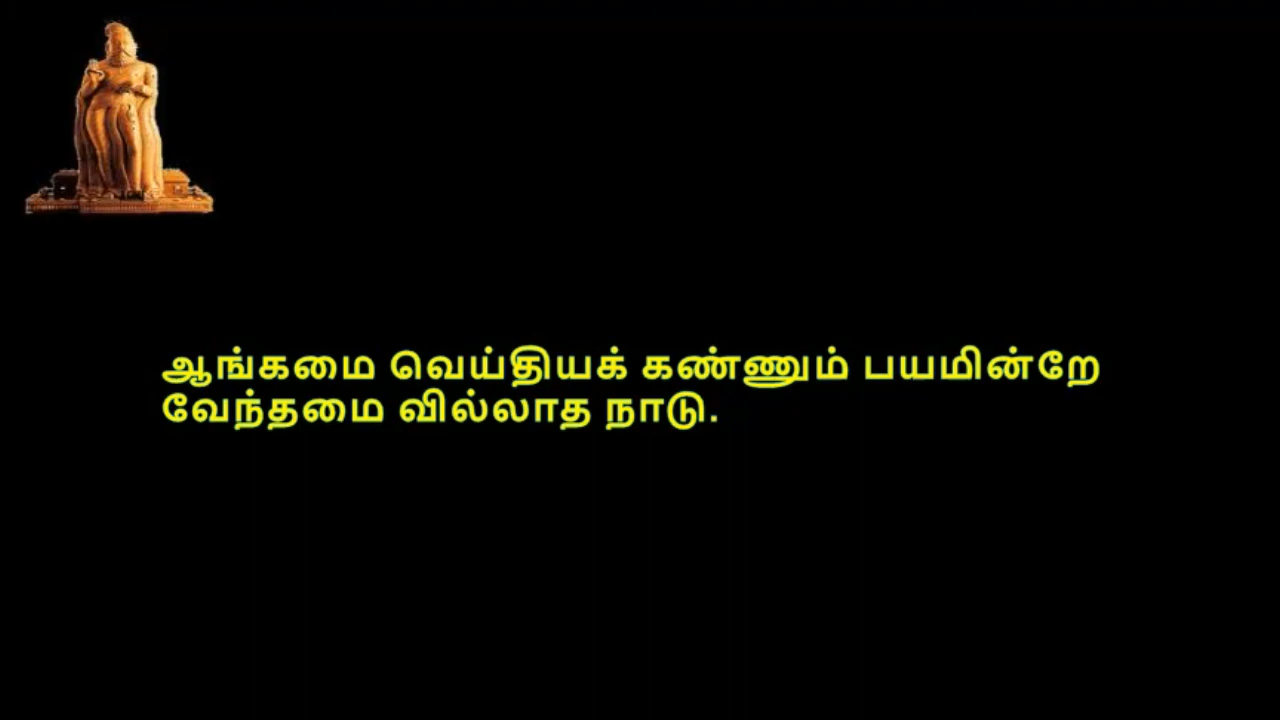 ஆங்கமை வெய்தியக் கண்ணும் பயமின்றே
வேந்தமை வில்லாத நாடு.